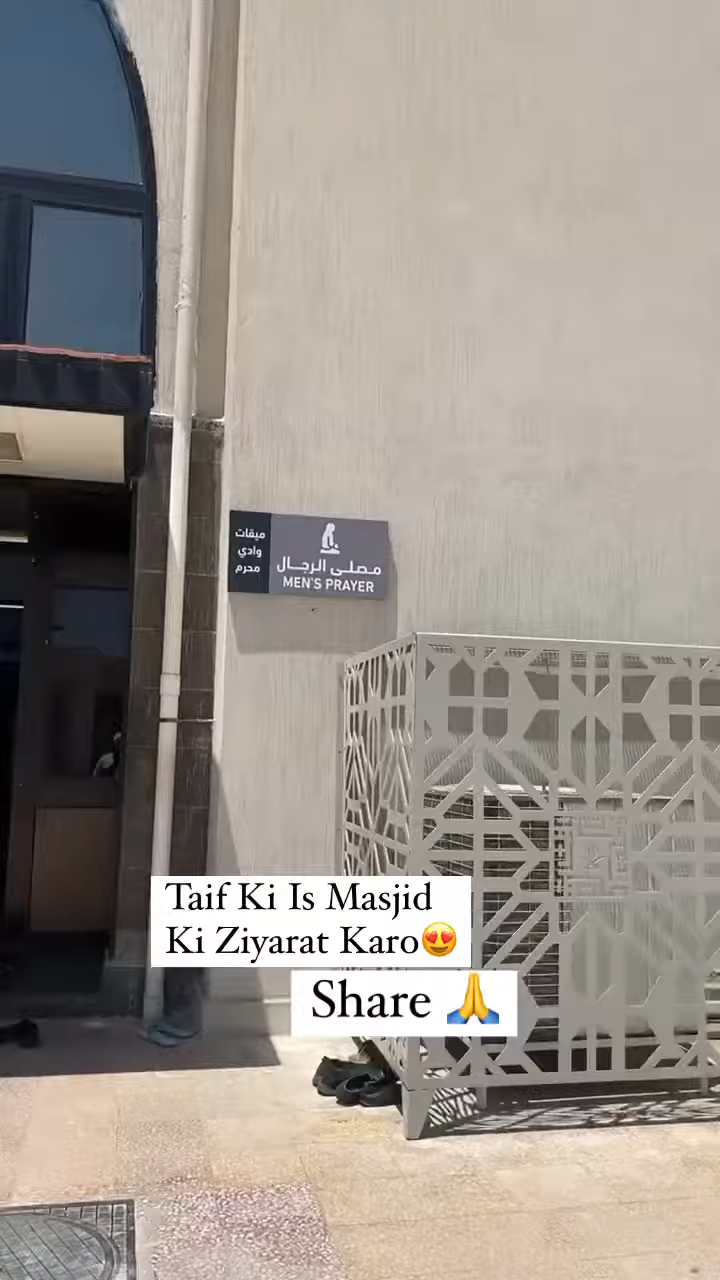 ميقات
وادي
محرم
مصلى الرجال
MEN'S PRAYER
Taif Ki Is Masjid
Ki Ziyarat Karo😍
Share 🙏